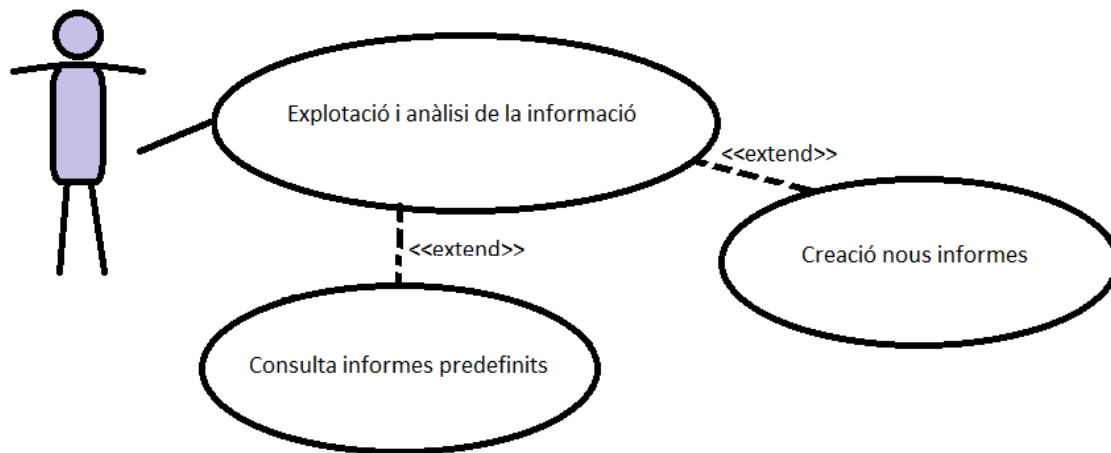 Explotació i anàlisi de la informació
<<extend>>
<<extend>>
Creació nous informes
Consulta informes predefinits